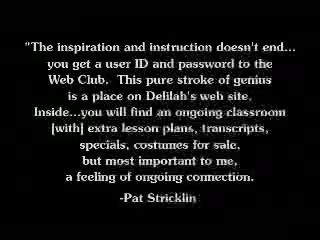 "The inspiration and instruction doesn't end...
you get a user ID and password to the
Web Club.  This pure stroke of genius
is a place on Delilah's web site.
Inside...you will find an ongoing classroom
[with] extra lesson plans, transcripts,
specials, costumes for sale,
but most important to me,
a feeling of ongoing connection.
-Pat Stricklin